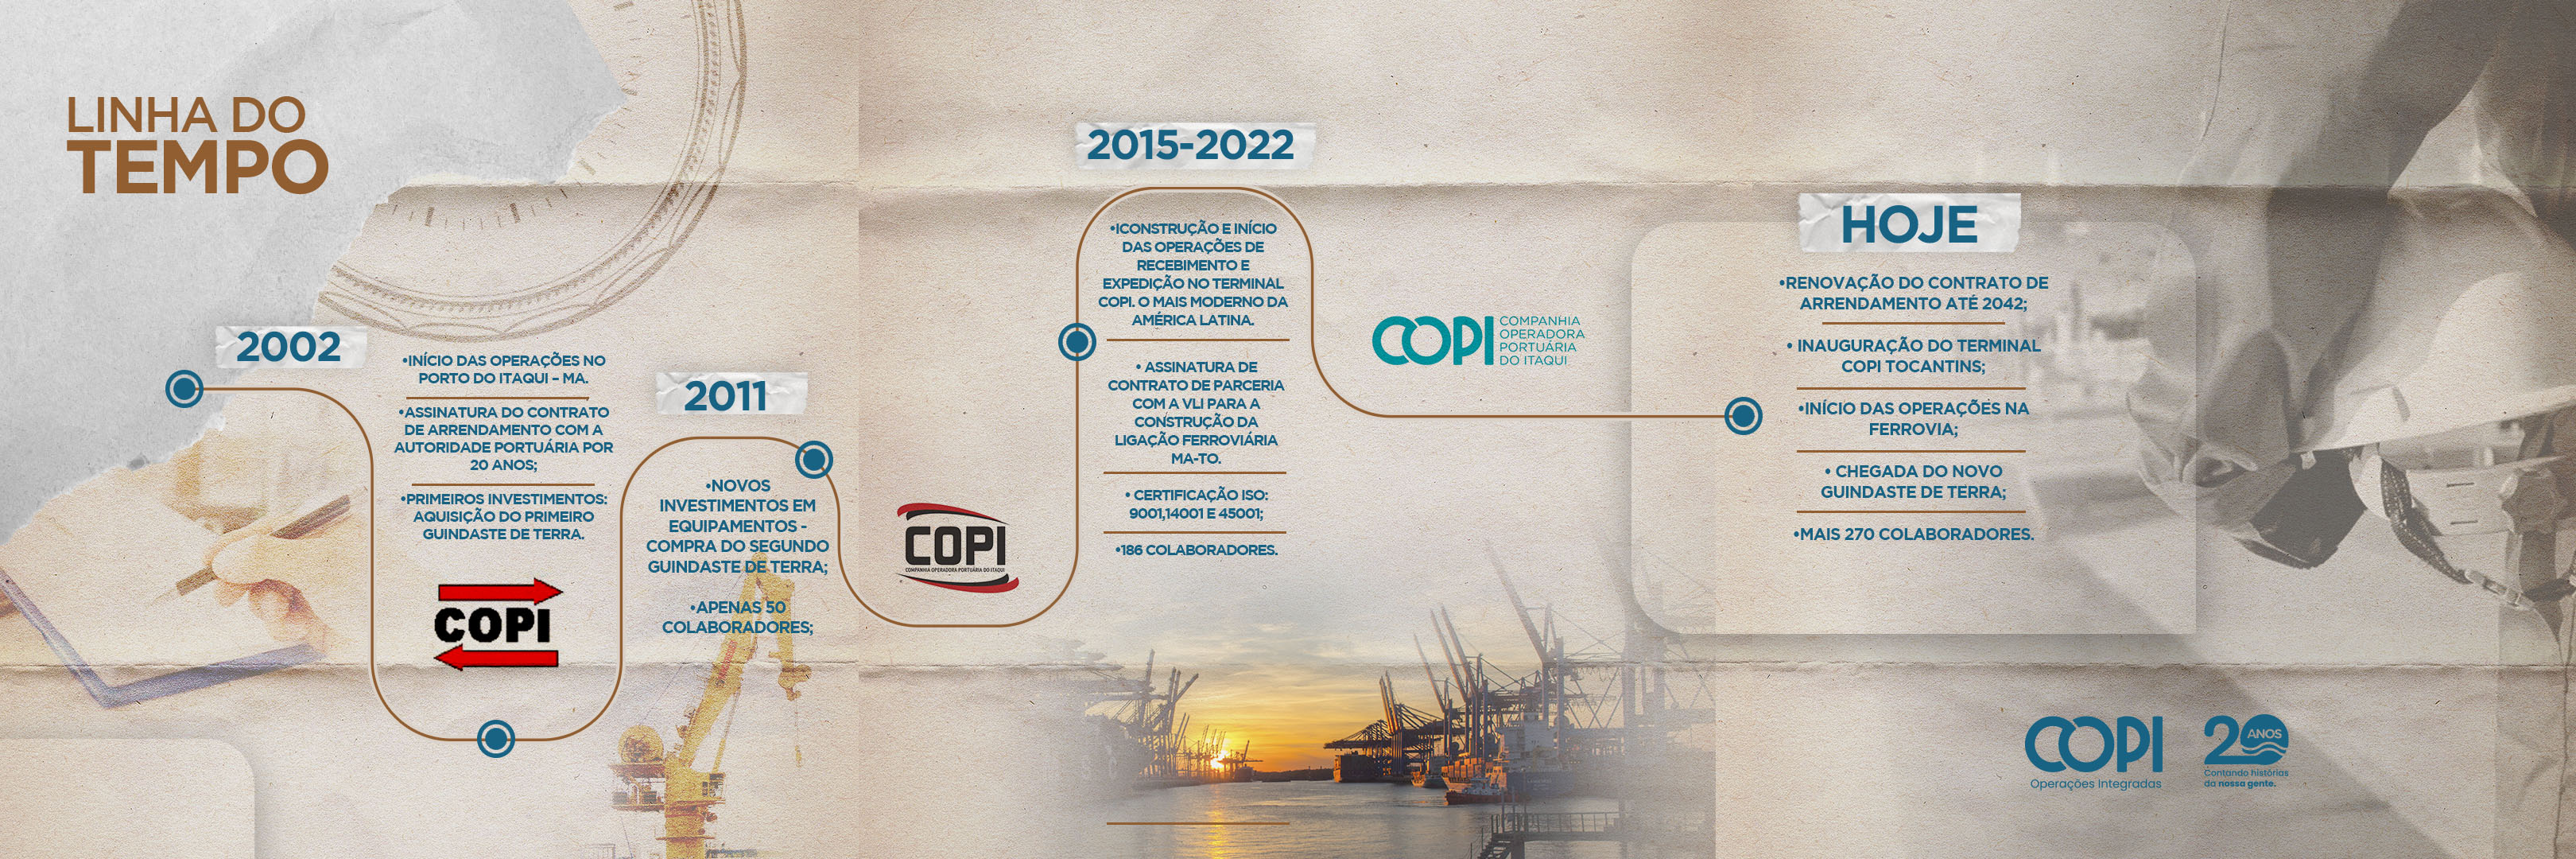 LINHA DO
TEMPO
2002
•INÍCIO DAS OPERAÇÕES NO
PORTO DO ITAQUI – MA.
•ASSINATURA DO CONTRATO
DE ARRENDAMENTO COM A
AUTORIDADE PORTUÁRIA POR
20 ANOS;
•PRIMEIROS INVESTIMENTOS:
AQUISIÇÃO DO PRIMEIRO
GUINDASTE DE TERRA.
COPI
2011
•NOVOS
INVESTIMENTOS EM
EQUIPAMENTOS -
COMPRA DO SEGUNDO
GUINDASTE DE TERRA;
•APENAS 50
COLABORADORES;
COPI
COMPANHIA OPERADORA PORTUÁRIA DO ITAQUI
2015-2022
•ICONSTRUÇÃO E INÍCIO
DAS OPERAÇÕES DE
RECEBIMENTO E
EXPEDIÇÃO NO TERMINAL
COPI. O MAIS MODERNO DA
AMÉRICA LATINA.
• ASSINATURA DE
CONTRATO DE PARCERIA
COM A VLI PARA A
CONSTRUÇÃO DA
LIGAÇÃO FERROVIÁRIA
MA-TO.
• CERTIFICAÇÃO ISO:
9001,14001 E 45001;
•186 COLABORADORES.
COPI
COMPANHIA
OPERADORA
PORTUÁRIA
DO ITAQUI
HOJE
•RENOVAÇÃO DO CONTRATO DE
ARRENDAMENTO ATÉ 2042;
• INAUGURAÇÃO DO TERMINAL
COPI TOCANTINS;
•INÍCIO DAS OPERAÇÕES NA
FERROVIA;
• CHEGADA DO NOVO
GUINDASTE DE TERRA;
•MAIS 270 COLABORADORES.
COPI
Operações Integradas
20 ANOS
Contando histórias
da nossa gente.